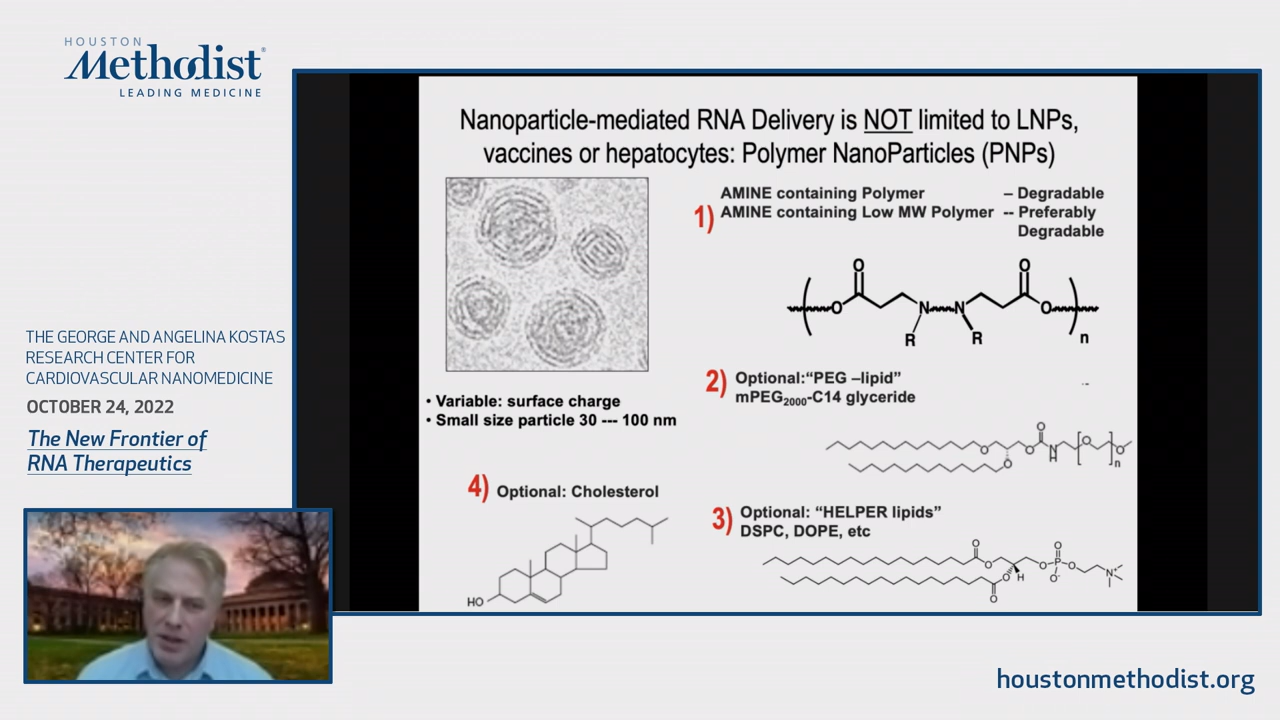 HOUSTON
Methodist®
LEADING MEDICINE
THE GEORGE AND ANGELINA KOSTAS
RESEARCH CENTER FOR
CARDIOVASCULAR NANOMEDICINE
OCTOBER 24, 2022
The New Frontier of
RNA Therapeutics
Nanoparticle-mediated RNA Delivery is NOT limited to LNPs,
vaccines or hepatocytes: Polymer NanoParticles (PNPs)
1)
AMINE containing Polymer – Degradable
AMINE containing Low MW Polymer -- Preferably
Degradable
O O
O N N O
R R n
• Variable: surface charge
• Small size particle 30 --- 100 nm
2) Optional:“PEG –lipid”
mPEG2000-C14 glyceride
O O
O O N O
O H n
4) Optional: Cholesterol
HO
3) Optional: “HELPER lipids”
DSPC, DOPE, etc
O O
O O P O N+
O H O-
O
houstonmethodist.org